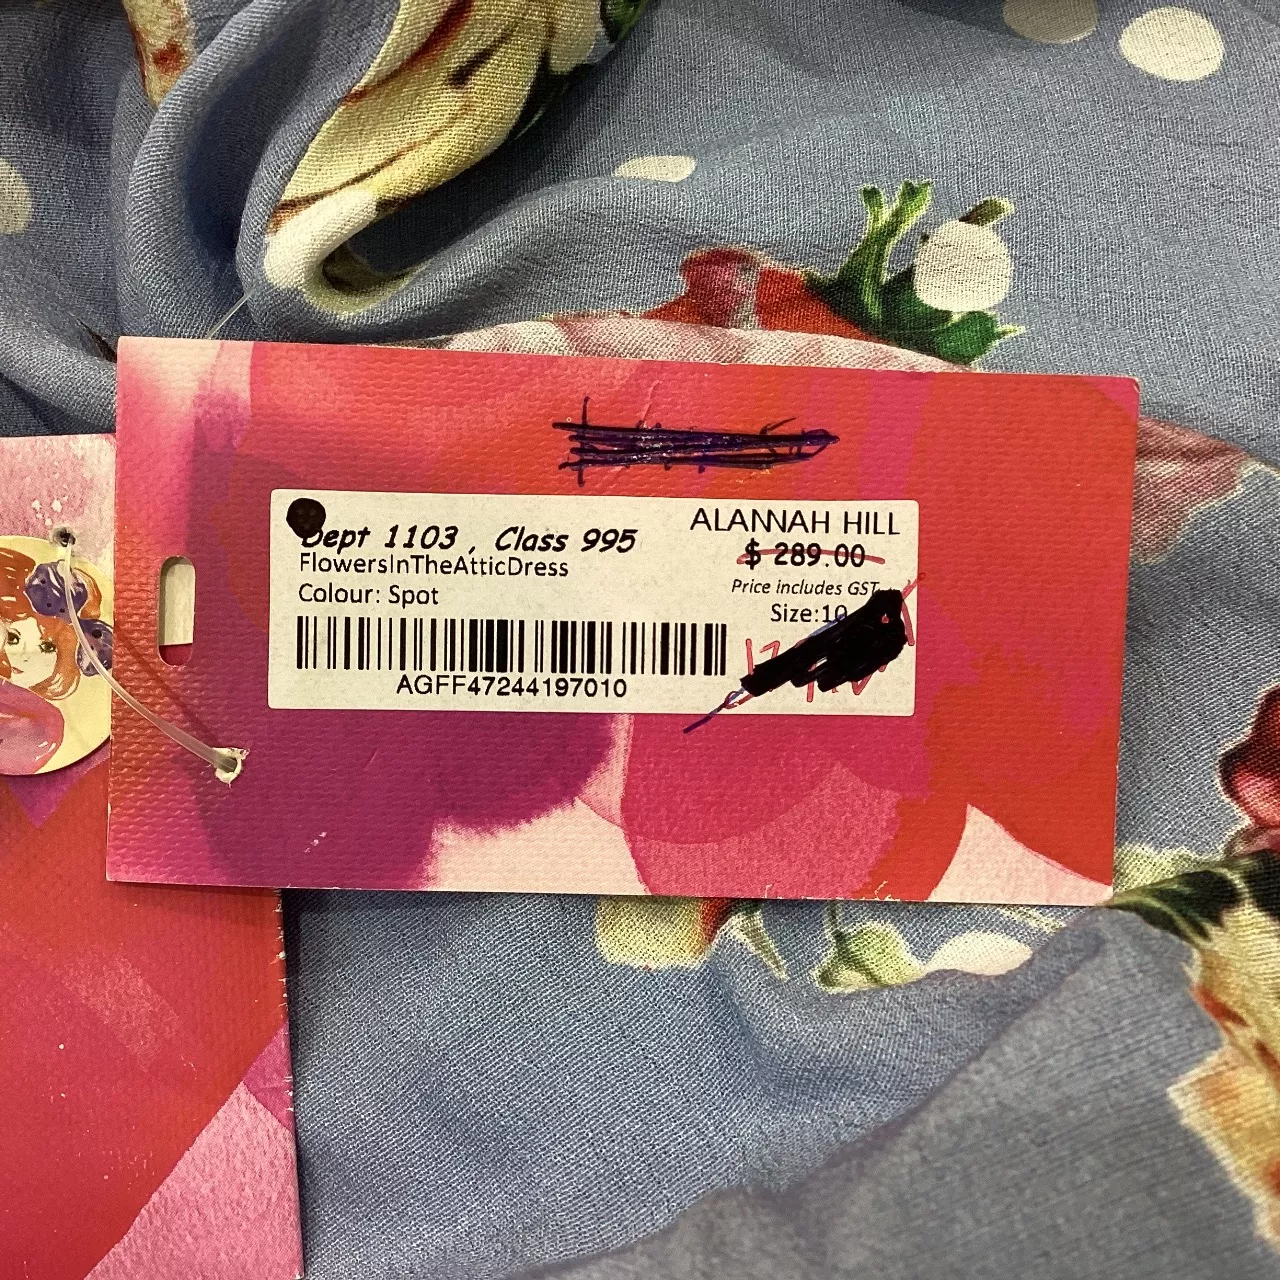 Dept 1103 , Class 995
FlowersInTheAtticDress
Colour: Spot
AGFF47244197010
ALANNAH HILL
$ 289.00
Price includes GST
Size:10